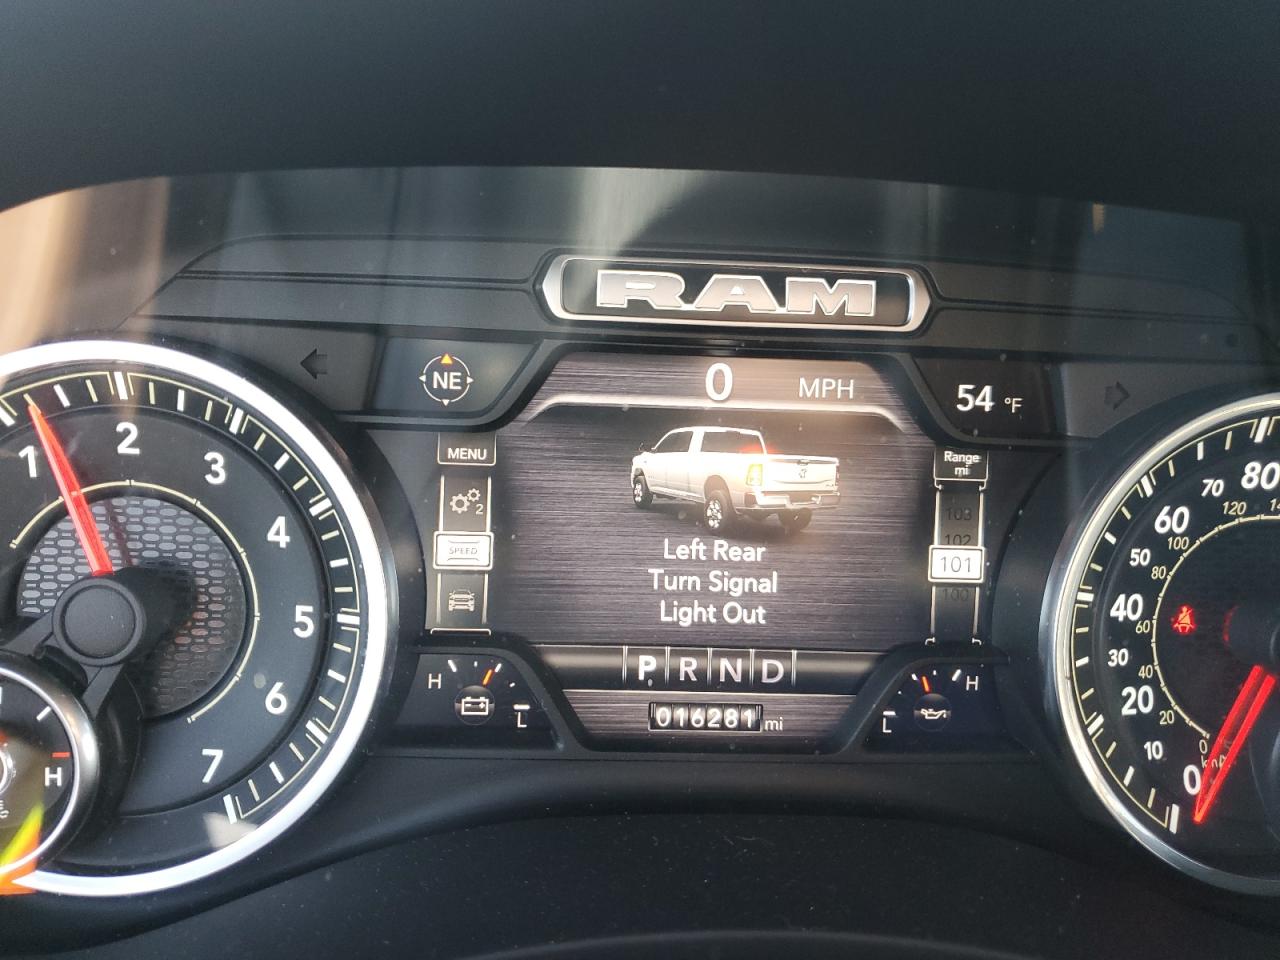 RAM
NE
0 MPH
54 °F
MENU
2
SPEED
Range
mi
103
102
101
100
Left Rear
Turn Signal
Light Out
P R N D
016281 mi
H
L
H
L
1
2
3
4
5
6
7
H
80
70
60
50
40
30
20
10
0
120
100
80
60
40
20
0